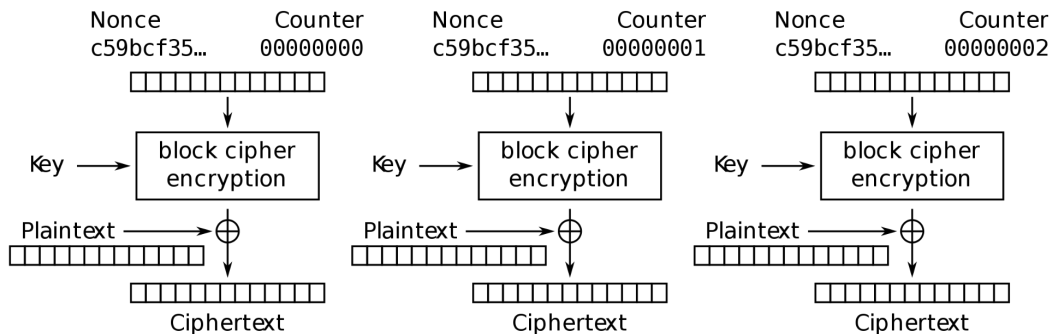 Nonce Counter
c59bcf35… 00000000
Key
block cipher
encryption
Plaintext
Ciphertext
Nonce Counter
c59bcf35… 00000001
Key
block cipher
encryption
Plaintext
Ciphertext
Nonce Counter
c59bcf35… 00000002
Key
block cipher
encryption
Plaintext
Ciphertext